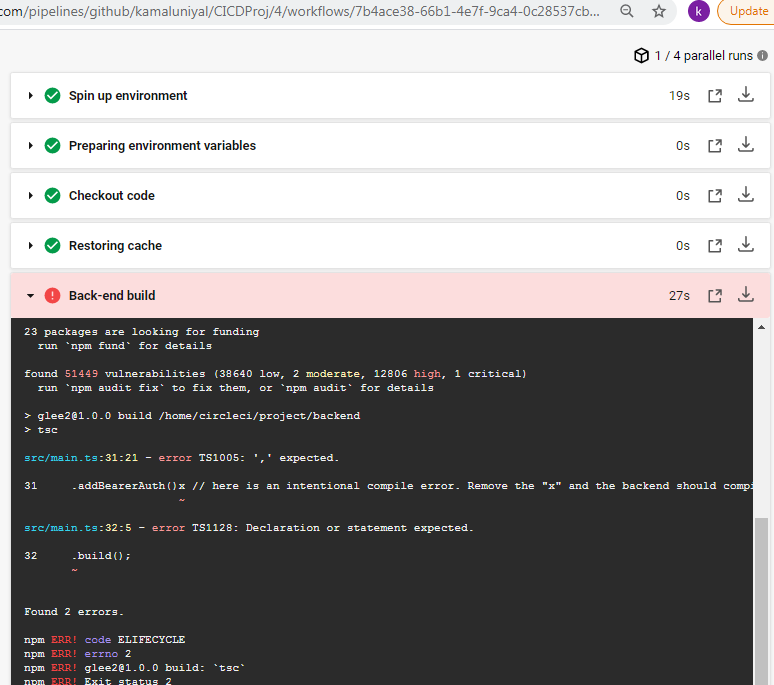 com/pipelines/github/kamaluniyal/CICDProj/4/workflows/7b4ace38-66b1-4e7f-9ca4-0c28537cb...
k
Update
1 / 4 parallel runs
Spin up environment 19s
Preparing environment variables 0s
Checkout code 0s
Restoring cache 0s
Back-end build 27s
23 packages are looking for funding
run `npm fund` for details
found 51449 vulnerabilities (38640 low, 2 moderate, 12806 high, 1 critical)
run `npm audit fix` to fix them, or `npm audit` for details
> glee2@1.0.0 build /home/circleci/project/backend
> tsc
src/main.ts:31:21 - error TS1005: ',' expected.
31 .addBearerAuth()x // here is an intentional compile error. Remove the "x" and the backend should compi
~
src/main.ts:32:5 - error TS1128: Declaration or statement expected.
32 .build();
~
Found 2 errors.
npm ERR! code ELIFECYCLE
npm ERR! errno 2
npm ERR! glee2@1.0.0 build: `tsc`
npm ERR! Exit status 2